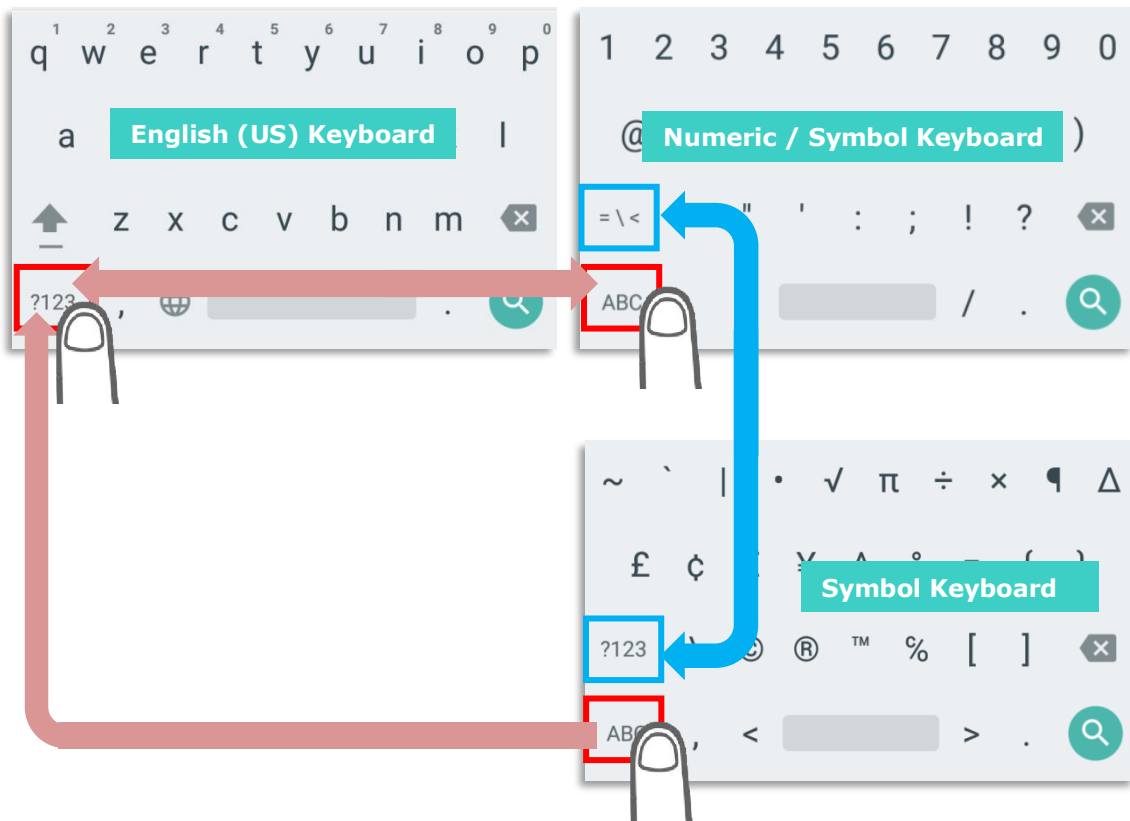 1 2 3 4 5 6 7 8 9 0
q w e r t y u i o p
a English (US) Keyboard l
z x c v b n m
?123 , .
1 2 3 4 5 6 7 8 9 0
@ Numeric / Symbol Keyboard )
= \ < " ' : ; ! ?
ABC / .
~ ` | • √ π ÷ × ¶ Δ
£ ¢
Symbol Keyboard
?123 \ © ® ™ ℅ [ ]
ABC , < > .